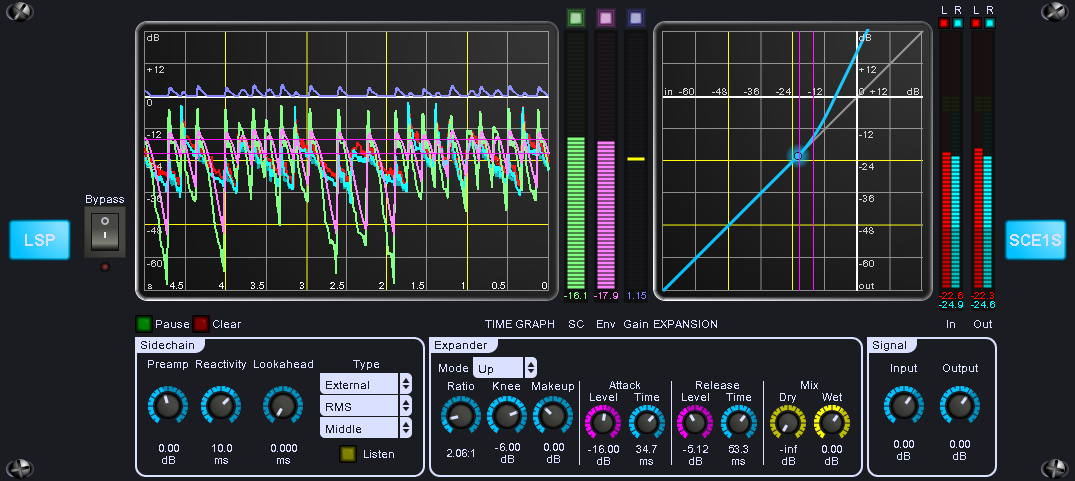 L R L R
dB
+12
0
-12
-24
-36
-48
-60
s 4.5 4 3.5 3 2.5 2 1.5 1 0.5 0
dB
+12
in -60 -48 -36 -24 -12 0 +12 dB
-12
-24
-36
-48
-60
out
Bypass
LSP
SCE1S
-16.1 -17.9 1.15
-22.6 -22.3
-24.9 -24.6
Pause Clear TIME GRAPH SC Env Gain EXPANSION In Out
Sidechain
Preamp Reactivity Lookahead Type
External
RMS
Middle
0.00 10.0 0.000
dB ms ms
Listen
Expander
Mode Up
Ratio Knee Makeup
Attack
Level Time
Release
Level Time
Mix
Dry Wet
2.06:1 -6.00 0.00 -16.00 34.7 -5.12 53.3 -inf 0.00
dB dB dB ms dB ms dB dB
Signal
Input Output
0.00 0.00
dB dB